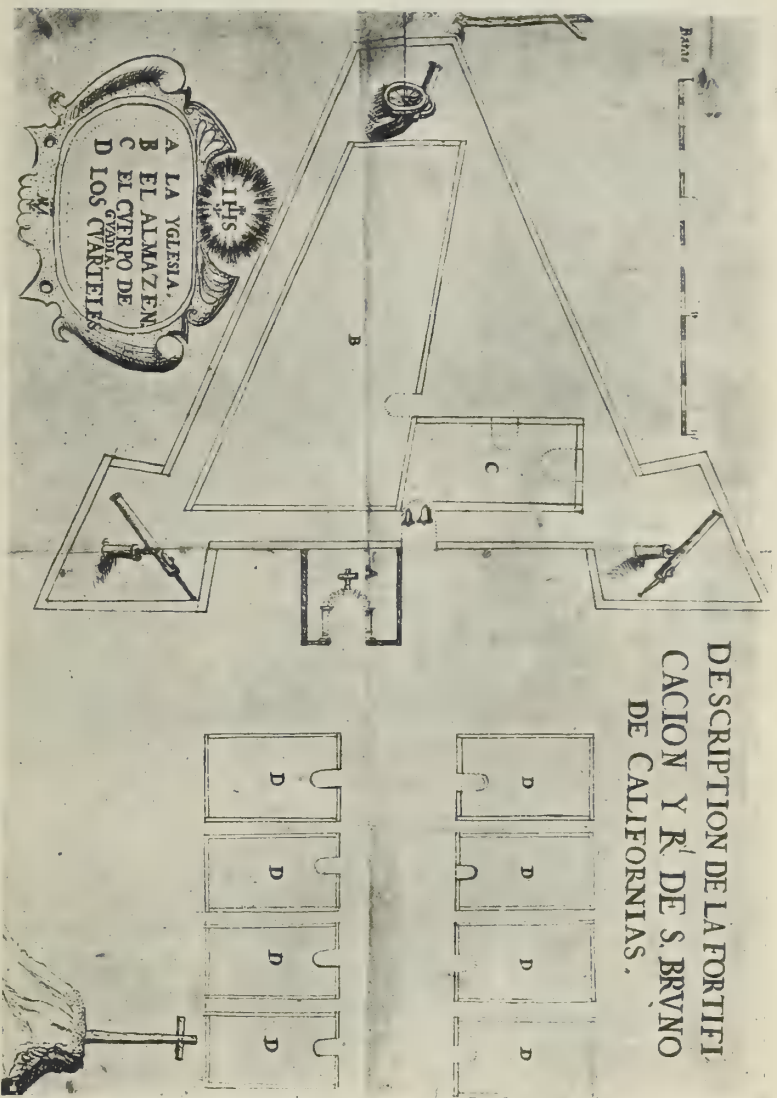 DESCRIPTION DE LA FORTIFI
CACION Y Rˡ DE S. BRVNO
DE CALIFORNIAS.
IHS
A LA YGLESIA,
B EL ALMAZEN
C EL CVERPO DE
GVADIA,
D LOS CVARTELES
B
C
A
D
D
D
D
D
D
D
D